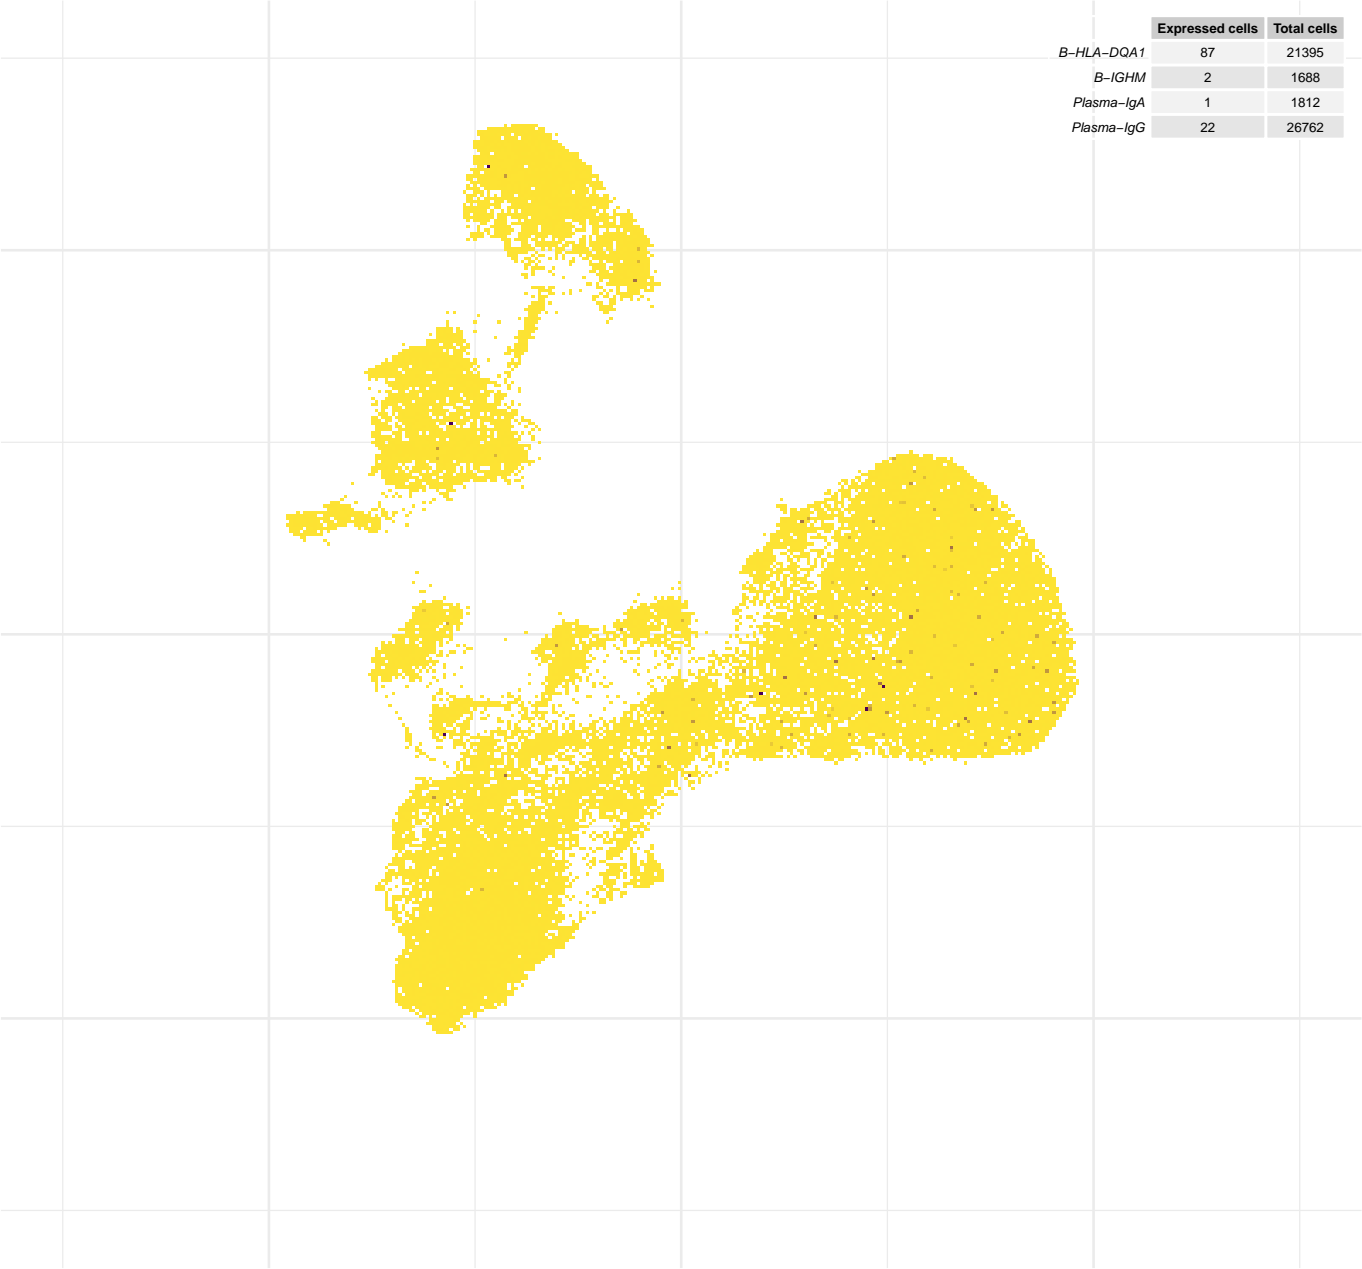 Expressed cells Total cells
B−HLA−DQA1 87 21395
B−IGHM 2 1688
Plasma−IgA 1 1812
Plasma−IgG 22 26762